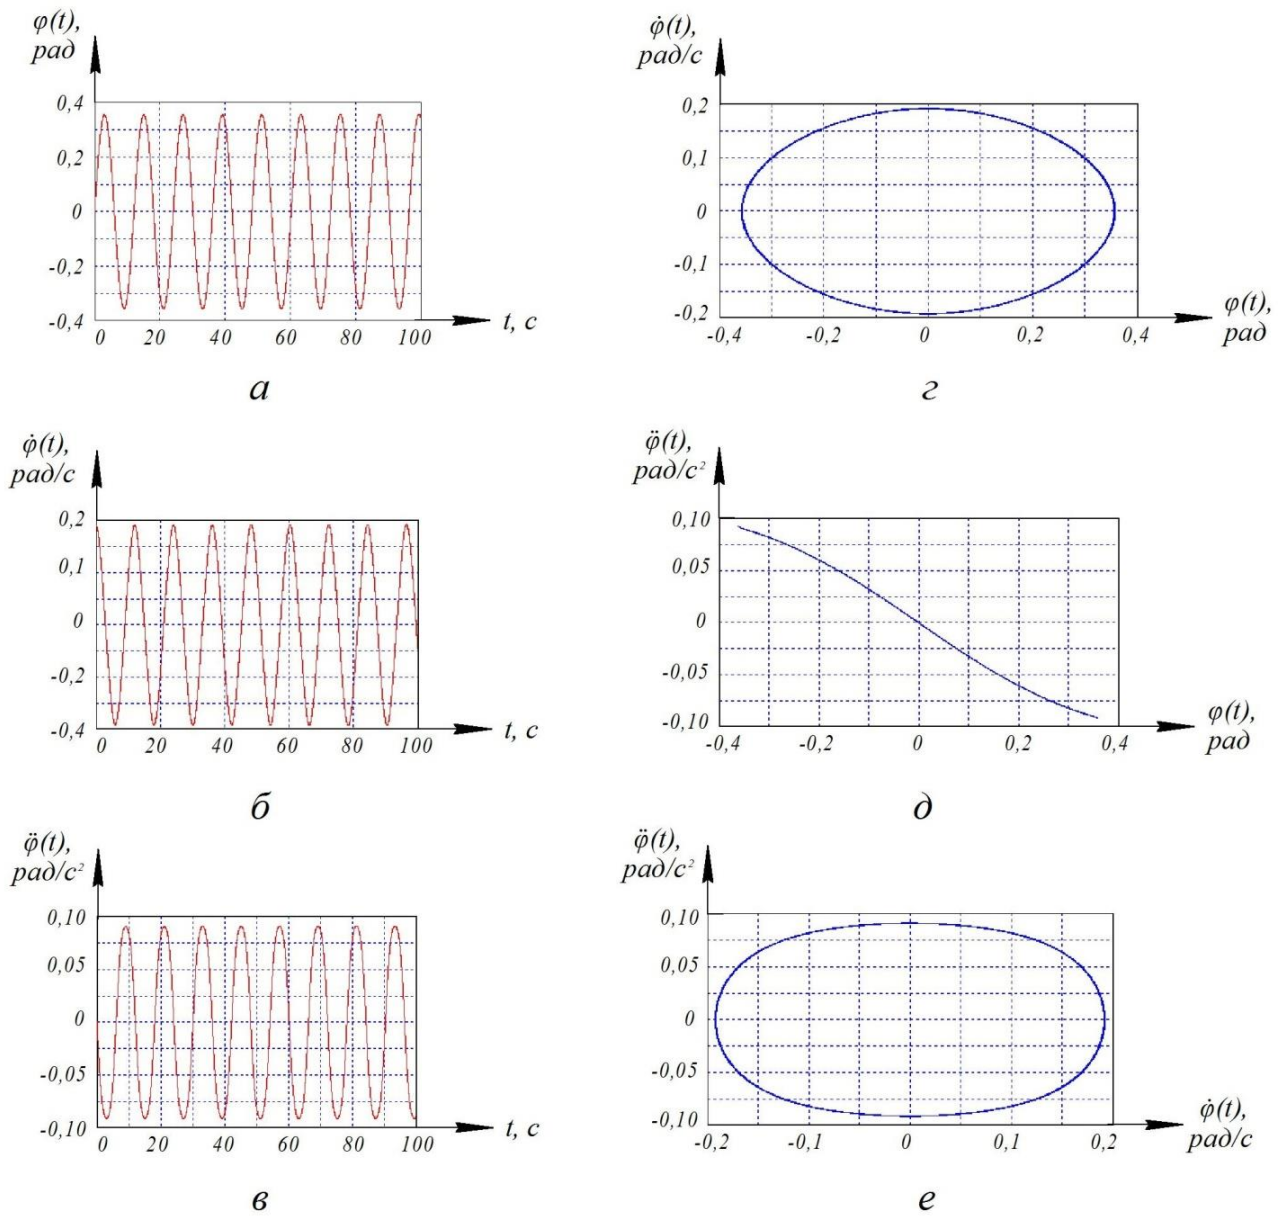 φ(t),
рад
0,4
0,2
0
-0,2
-0,4
0 20 40 60 80 100
t, c
а
φ̇(t),
рад/с
0,2
0,1
0
-0,1
-0,2
-0,4 -0,2 0 0,2 0,4
φ(t),
рад
г
φ̇(t),
рад/с
0,2
0,1
0
-0,2
-0,4
0 20 40 60 80 100
t, c
б
φ̈(t),
рад/с²
0,10
0,05
0
-0,05
-0,10
-0,4 -0,2 0 0,2 0,4
φ(t),
рад
д
φ̈(t),
рад/с²
0,10
0,05
0
-0,05
-0,10
0 20 40 60 80 100
t, c
в
φ̈(t),
рад/с²
0,10
0,05
0
-0,05
-0,10
-0,2 -0,1 0 0,1 0,2
φ̇(t),
рад/с
е